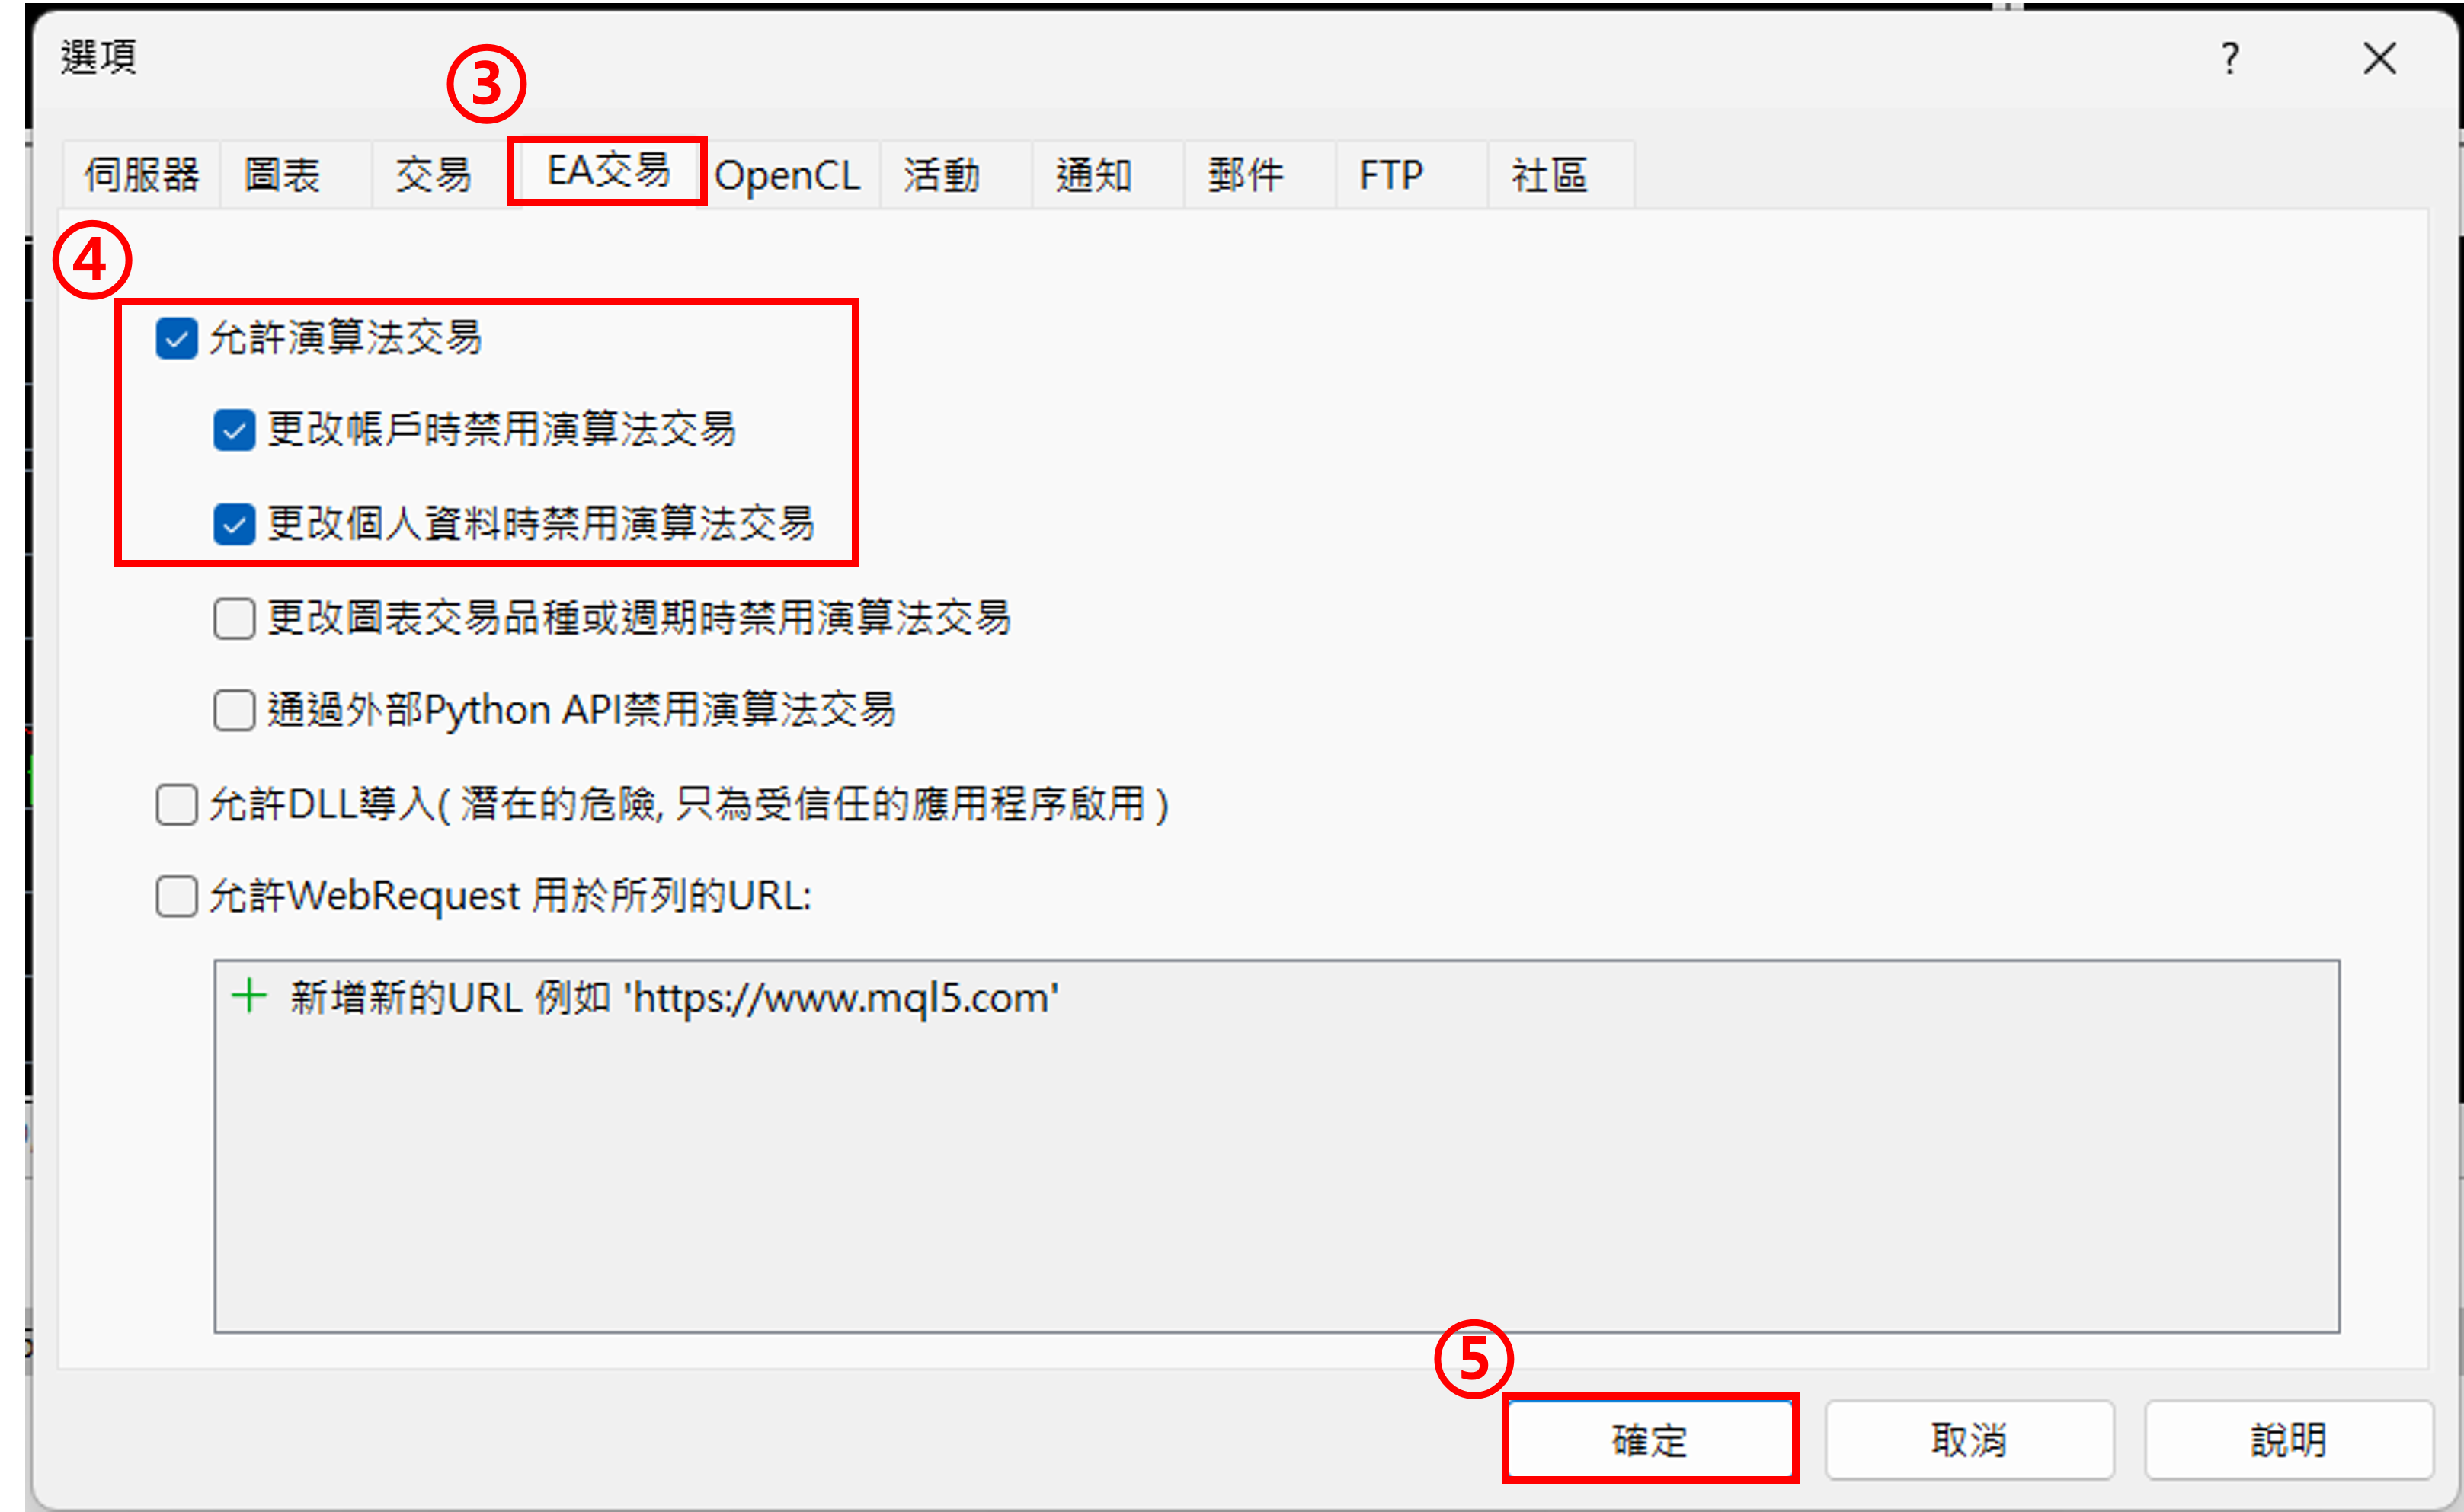 選項
?
③
伺服器 圖表 交易 EA交易 OpenCL 活動 通知 郵件 FTP 社區
④
允許演算法交易
更改帳戶時禁用演算法交易
更改個人資料時禁用演算法交易
更改圖表交易品種或週期時禁用演算法交易
通過外部Python API禁用演算法交易
允許DLL導入( 潛在的危險, 只為受信任的應用程序啟用 )
允許WebRequest 用於所列的URL:
新增新的URL 例如 'https://www.mql5.com'
⑤
確定 取消 說明